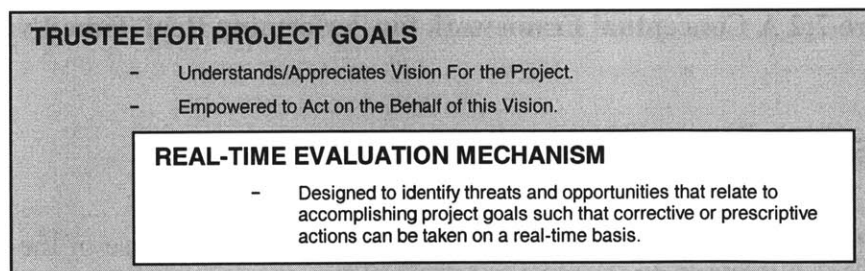 TRUSTEE FOR PROJECT GOALS
- Understands/Appreciates Vision For the Project.
- Empowered to Act on the Behalf of this Vision.
REAL-TIME EVALUATION MECHANISM
- Designed to identify threats and opportunities that relate to
accomplishing project goals such that corrective or prescriptive
actions can be taken on a real-time basis.